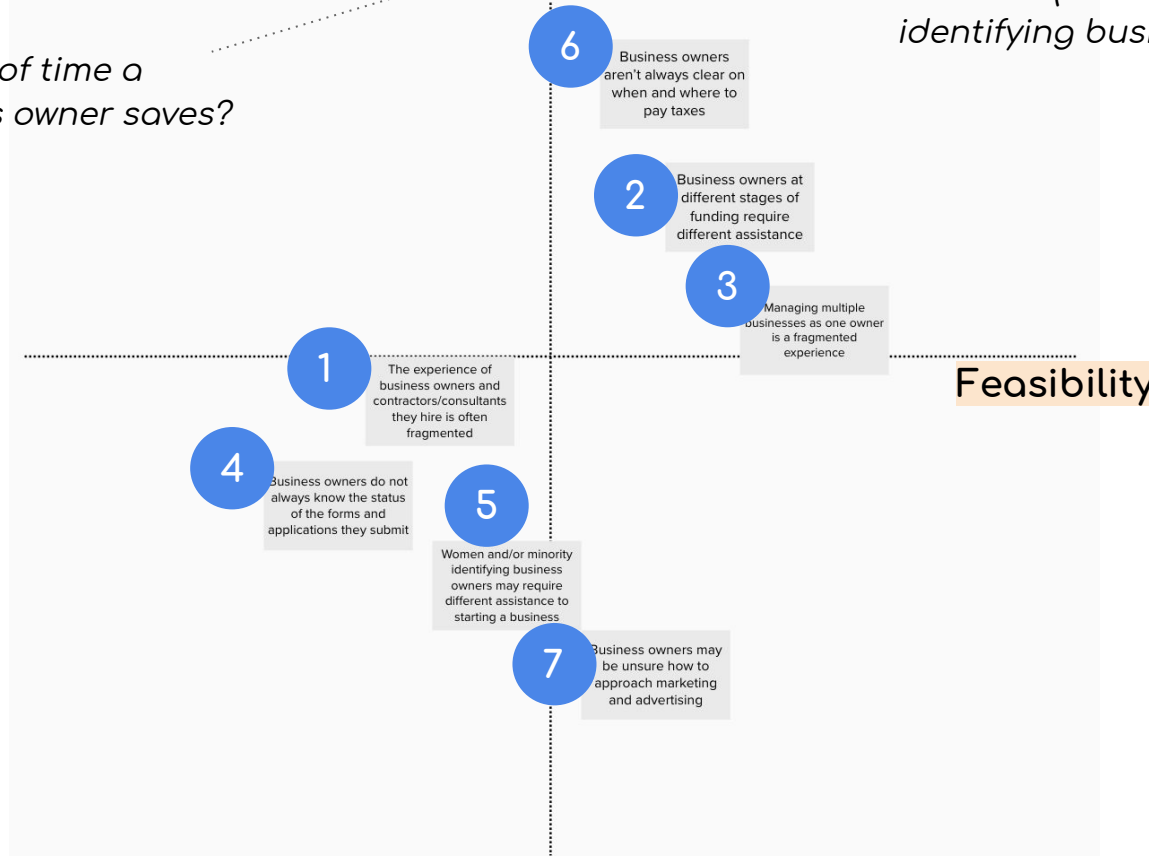 of time a
owner saves?
identifying
6
Business owners
aren't always clear on
when and where to
pay taxes
2
Business owners at
different stages of
funding require
different assistance
3
Managing multiple
businesses as one owner
is a fragmented
experience
Feasibility
1
The experience of
business owners and
contractors/consultants
they hire is often
fragmented
4
Business owners do not
always know the status
of the forms and
applications they submit
5
Women and/or minority
identifying business
owners may require
different assistance to
starting a business
7
Business owners may
be unsure how to
approach marketing
and advertising